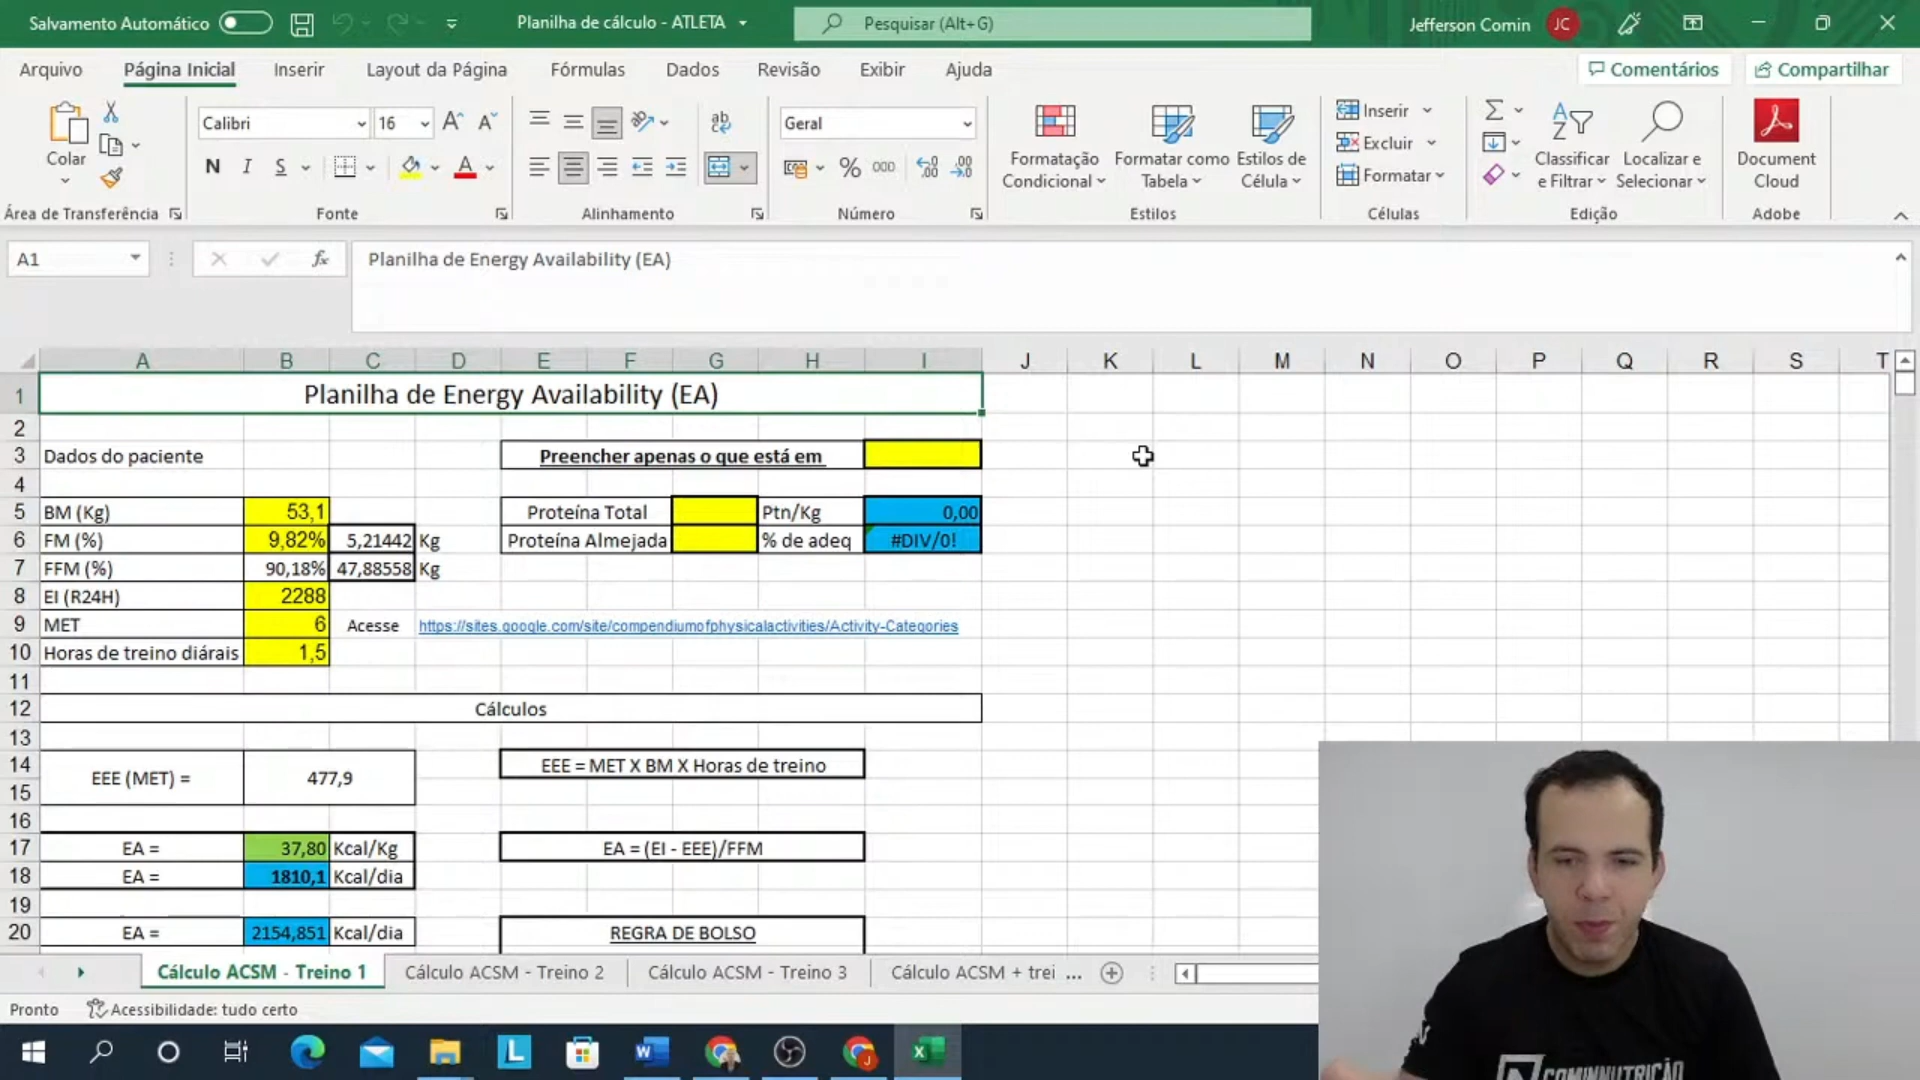 Salvamento Automático
Planilha de cálculo - ATLETA
Pesquisar (Alt+G)
Jefferson Comin
JC
Arquivo
Página Inicial
Inserir
Layout da Página
Fórmulas
Dados
Revisão
Exibir
Ajuda
Comentários
Compartilhar
Colar
Área de Transferência
Calibri
16
N I S
Fonte
ab
Alinhamento
Geral
% 000
Número
Formatação Condicional
Formatar como Tabela
Estilos de Célula
Estilos
Inserir
Excluir
Formatar
Células
Classificar e Filtrar
Localizar e Selecionar
Edição
Document Cloud
Adobe
A1
fx
Planilha de Energy Availability (EA)
A B C D E F G H I J K L M N O P Q R S T
1 Planilha de Energy Availability (EA)
2
3 Dados do paciente Preencher apenas o que está em
4
5 BM (Kg) 53,1 Proteína Total Ptn/Kg 0,00
6 FM (%) 9,82% 5,21442 Kg Proteína Almejada % de adeq #DIV/0!
7 FFM (%) 90,18% 47,88558 Kg
8 EI (R24H) 2288
9 MET 6 Acesse https://sites.google.com/site/compendiumofphysicalactivities/Activity-Categories
10 Horas de treino diárais 1,5
11
12 Cálculos
13
14 EEE (MET) = 477,9 EEE = MET X BM X Horas de treino
15
16
17 EA = 37,80 Kcal/Kg EA = (EI - EEE)/FFM
18 EA = 1810,1 Kcal/dia
19
20 EA = 2154,851 Kcal/dia REGRA DE BOLSO
Cálculo ACSM - Treino 1
Cálculo ACSM - Treino 2
Cálculo ACSM - Treino 3
Cálculo ACSM + trei ...
Pronto
Acessibilidade: tudo certo
COMINNUTRIÇÃO